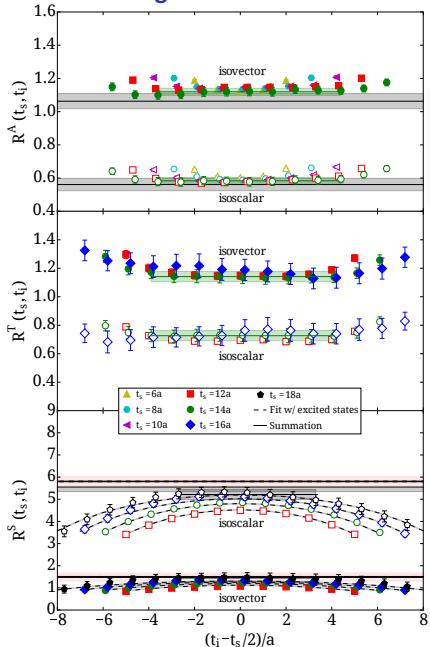 1.6
1.4
1.2
1.0
0.8
0.6
0.4
R^A (t_s, t_i)
isovector
isoscalar
1.4
1.2
1.0
0.8
0.6
0.4
R^T (t_s, t_i)
isovector
isoscalar
t_s =6a t_s =12a t_s =18a
t_s =8a t_s =14a Fit w/ excited states
t_s =10a t_s =16a Summation
9
6
5
4
3
2
1
0
R^S (t_s, t_i)
isoscalar
isovector
−8 −6 −4 −2 0 2 4 6 8
(t_i−t_s/2)/a